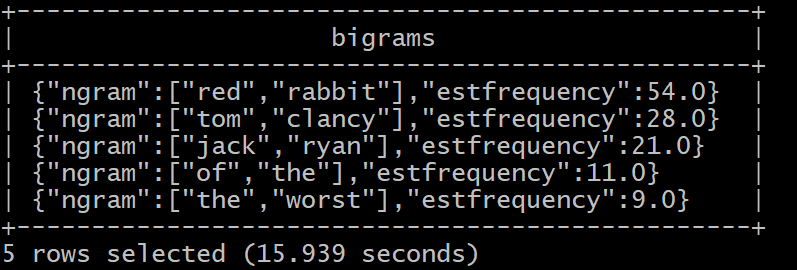 bigrams
{"ngram":["red","rabbit"],"estfrequency":54.0}
{"ngram":["tom","clancy"],"estfrequency":28.0}
{"ngram":["jack","ryan"],"estfrequency":21.0}
{"ngram":["of","the"],"estfrequency":11.0}
{"ngram":["the","worst"],"estfrequency":9.0}
5 rows selected (15.939 seconds)